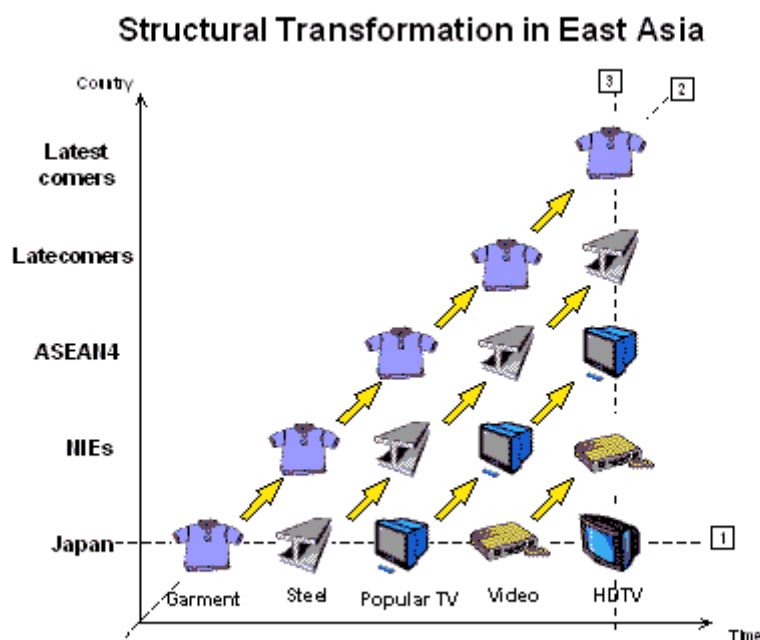 Structural Transformation in East Asia
Country
3
2
Latest
comers
Latecomers
ASEAN4
NIEs
Japan
1
Garment
Steel
Popular TV
Video
HDTV
Time